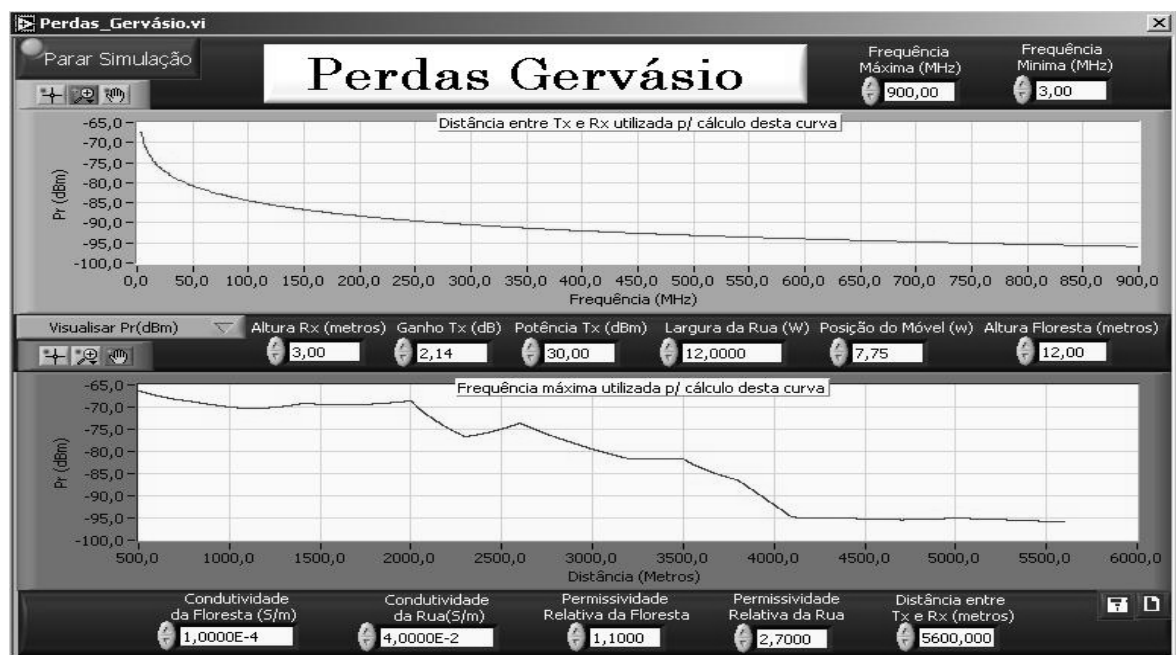 Perdas_Gervásio.vi
Parar Simulação
Perdas Gervásio
Frequência
Máxima (MHz)
900,00
Frequência
Minima (MHz)
3,00
Distância entre Tx e Rx utilizada p/ cálculo desta curva
Pr (dBm)
-65,0
-70,0
-75,0
-80,0
-85,0
-90,0
-95,0
-100,0
0,0 50,0 100,0 150,0 200,0 250,0 300,0 350,0 400,0 450,0 500,0 550,0 600,0 650,0 700,0 750,0 800,0 850,0 900,0
Frequência (MHz)
Visualisar Pr(dBm)
Altura Rx (metros)
3,00
Ganho Tx (dB)
2,14
Potência Tx (dBm)
30,00
Largura da Rua (W)
12,0000
Posição do Móvel (w)
7,75
Altura Floresta (metros)
12,00
Frequência máxima utilizada p/ cálculo desta curva
Pr (dBm)
-65,0
-70,0
-75,0
-80,0
-85,0
-90,0
-95,0
-100,0
500,0 1000,0 1500,0 2000,0 2500,0 3000,0 3500,0 4000,0 4500,0 5000,0 5500,0 6000,0
Distância (Metros)
Condutividade
da Floresta (S/m)
1,0000E-4
Condutividade
da Rua(S/m)
4,0000E-2
Permissividade
Relativa da Floresta
1,1000
Permissividade
Relativa da Rua
2,7000
Distância entre
Tx e Rx (metros)
5600,000